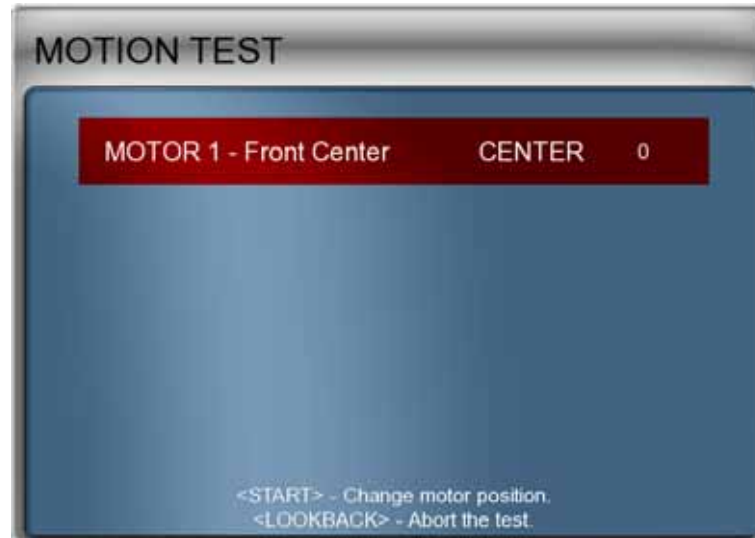 MOTION TEST
MOTOR 1 - Front Center CENTER 0
<START> - Change motor position.
<LOOKBACK> - Abort the test.